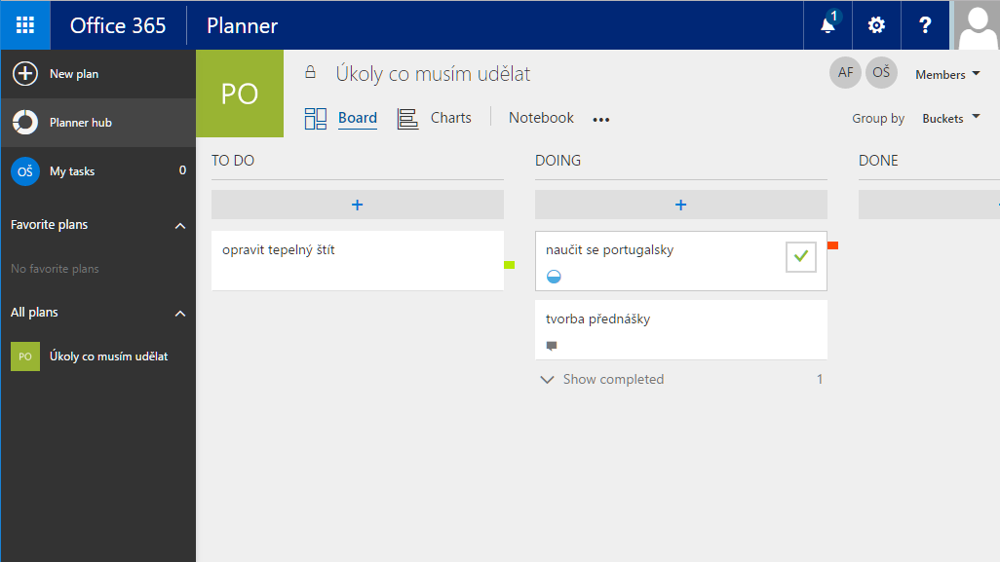 Office 365
Planner
1
?
New plan
Planner hub
OŠ
My tasks
0
Favorite plans
No favorite plans
All plans
PO
Úkoly co musím udělat
PO
Úkoly co musím udělat
AF
OŠ
Members
Board
Charts
Notebook
Group by
Buckets
TO DO
+
opravit tepelný štít
DOING
+
naučit se portugalsky
tvorba přednášky
Show completed
1
DONE